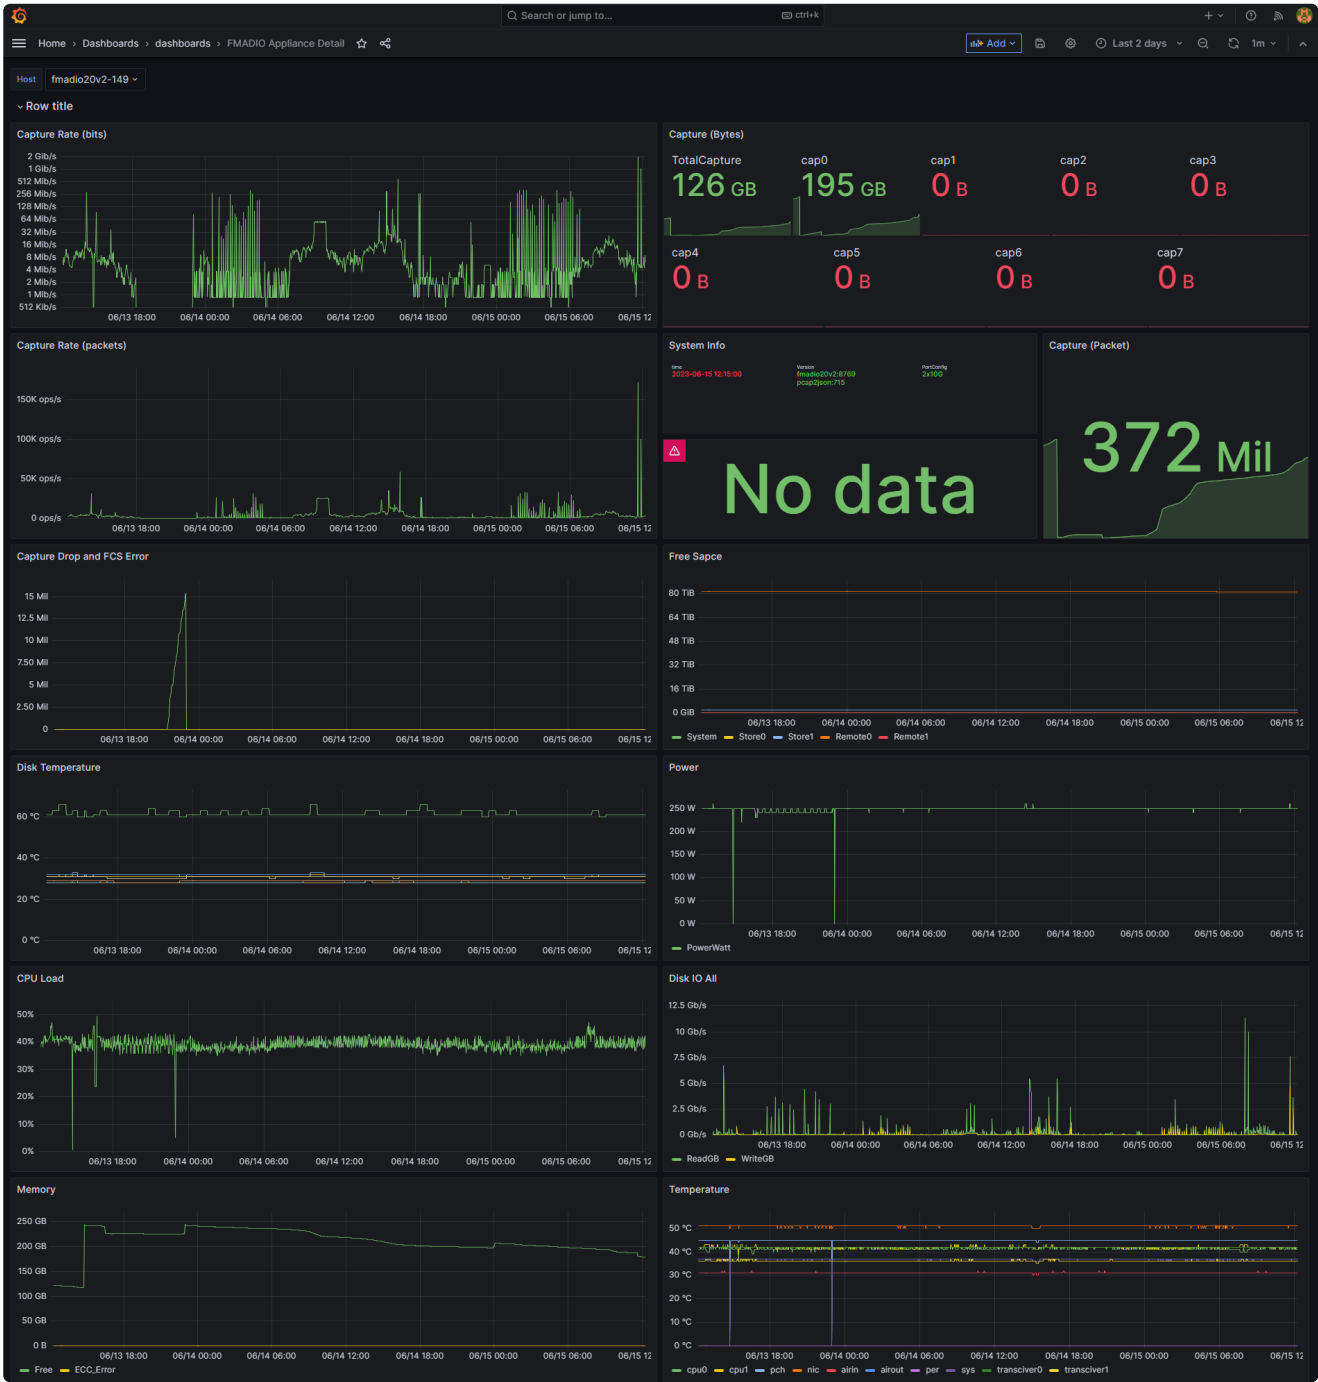 Search or jump to... ctrl+k
Home › Dashboards › dashboards › FMADIO Appliance Detail
Add Last 2 days 1m
Host fmadio20v2-149
Row title
Capture Rate (bits)
2 Gib/s
1 Gib/s
512 Mib/s
256 Mib/s
128 Mib/s
64 Mib/s
32 Mib/s
16 Mib/s
8 Mib/s
4 Mib/s
2 Mib/s
1 Mib/s
512 Kib/s
06/13 18:00 06/14 00:00 06/14 06:00 06/14 12:00 06/14 18:00 06/15 00:00 06/15 06:00 06/15 12
Capture (Bytes)
TotalCapture cap0 cap1 cap2 cap3
126 GB 195 GB 0 B 0 B 0 B
cap4 cap5 cap6 cap7
0 B 0 B 0 B 0 B
Capture Rate (packets)
150K ops/s
100K ops/s
50K ops/s
0 ops/s
06/13 18:00 06/14 00:00 06/14 06:00 06/14 12:00 06/14 18:00 06/15 00:00 06/15 06:00 06/15 12
System Info
time Version PortConfig
2023-06-15 12:15:00 fmadio20v2:8769 2x10G
pcap2json:715
No data
Capture (Packet)
372 Mil
Capture Drop and FCS Error
15 Mil
12.5 Mil
10 Mil
7.50 Mil
5 Mil
2.50 Mil
0
06/13 18:00 06/14 00:00 06/14 06:00 06/14 12:00 06/14 18:00 06/15 00:00 06/15 06:00 06/15 12
Free Sapce
80 TiB
64 TiB
48 TiB
32 TiB
16 TiB
0 GiB
06/13 18:00 06/14 00:00 06/14 06:00 06/14 12:00 06/14 18:00 06/15 00:00 06/15 06:00 06/15 12
System Store0 Store1 Remote0 Remote1
Disk Temperature
60 °C
40 °C
20 °C
0 °C
06/13 18:00 06/14 00:00 06/14 06:00 06/14 12:00 06/14 18:00 06/15 00:00 06/15 06:00 06/15 12
Power
250 W
200 W
150 W
100 W
50 W
0 W
06/13 18:00 06/14 00:00 06/14 06:00 06/14 12:00 06/14 18:00 06/15 00:00 06/15 06:00 06/15 12
PowerWatt
CPU Load
50%
40%
30%
20%
10%
0%
06/13 18:00 06/14 00:00 06/14 06:00 06/14 12:00 06/14 18:00 06/15 00:00 06/15 06:00 06/15 12
Disk IO All
12.5 Gb/s
10 Gb/s
7.5 Gb/s
5 Gb/s
2.5 Gb/s
0 Gb/s
06/13 18:00 06/14 00:00 06/14 06:00 06/14 12:00 06/14 18:00 06/15 00:00 06/15 06:00 06/15 12
ReadGB WriteGB
Memory
250 GB
200 GB
150 GB
100 GB
50 GB
0 B
06/13 18:00 06/14 00:00 06/14 06:00 06/14 12:00 06/14 18:00 06/15 00:00 06/15 06:00 06/15 12
Free ECC_Error
Temperature
50 °C
40 °C
30 °C
20 °C
10 °C
0 °C
06/13 18:00 06/14 00:00 06/14 06:00 06/14 12:00 06/14 18:00 06/15 00:00 06/15 06:00 06/15 12
cpu0 cpu1 pch nic airin airout per sys transciver0 transciver1